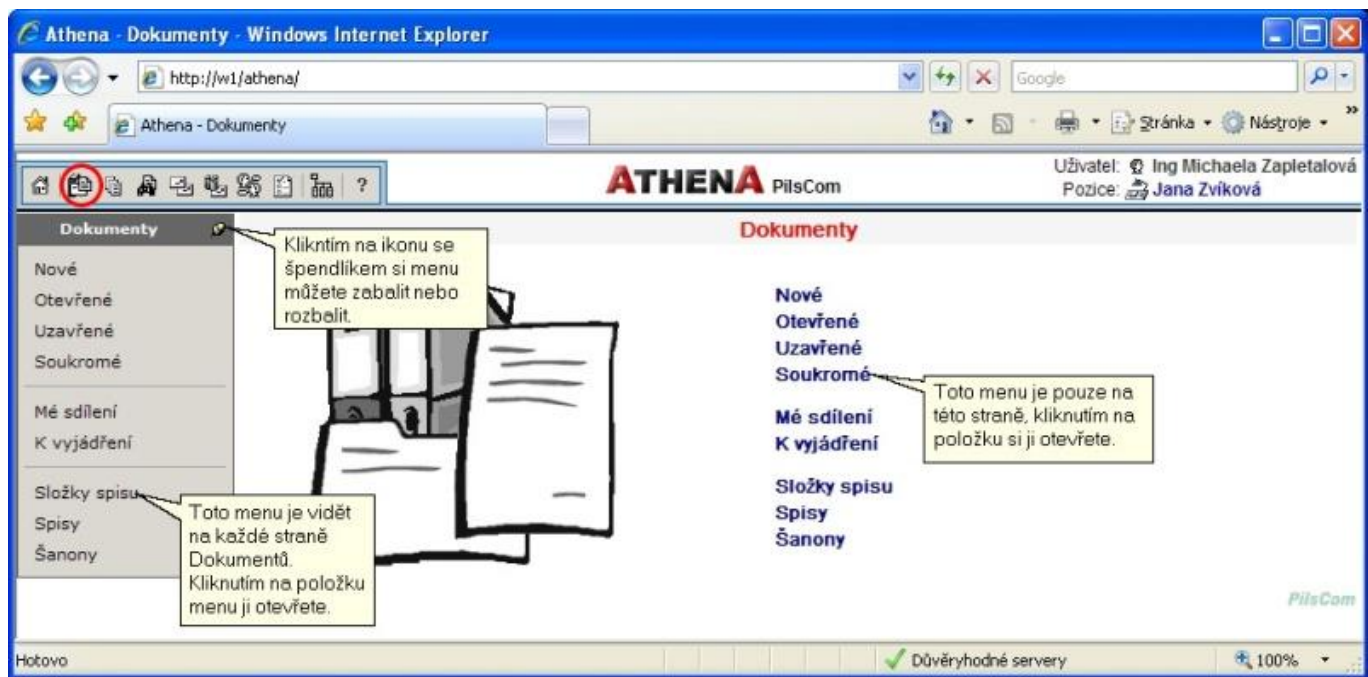 Athena - Dokumenty - Windows Internet Explorer
http://w1/athena/
Google
Athena - Dokumenty
Stránka
Nástroje
»
?
ATHENA PilsCom
Uživatel: Ing Michaela Zapletalová
Pozice: Jana Zvíková
Dokumenty
Dokumenty
Klikntím na ikonu se
špendlíkem si menu
můžete zabalit nebo
rozbalit.
Nové
Otevřené
Uzavřené
Soukromé
Mé sdílení
K vyjádření
Složky spisu
Spisy
Šanony
Toto menu je vidět
na každé straně
Dokumentů.
Kliknutím na položku
menu ji otevřete.
Nové
Otevřené
Uzavřené
Soukromé
Mé sdílení
K vyjádření
Složky spisu
Spisy
Šanony
Toto menu je pouze na
této straně, kliknutím na
položku si ji otevřete.
PilsCom
Hotovo
Důvěryhodné servery
100%